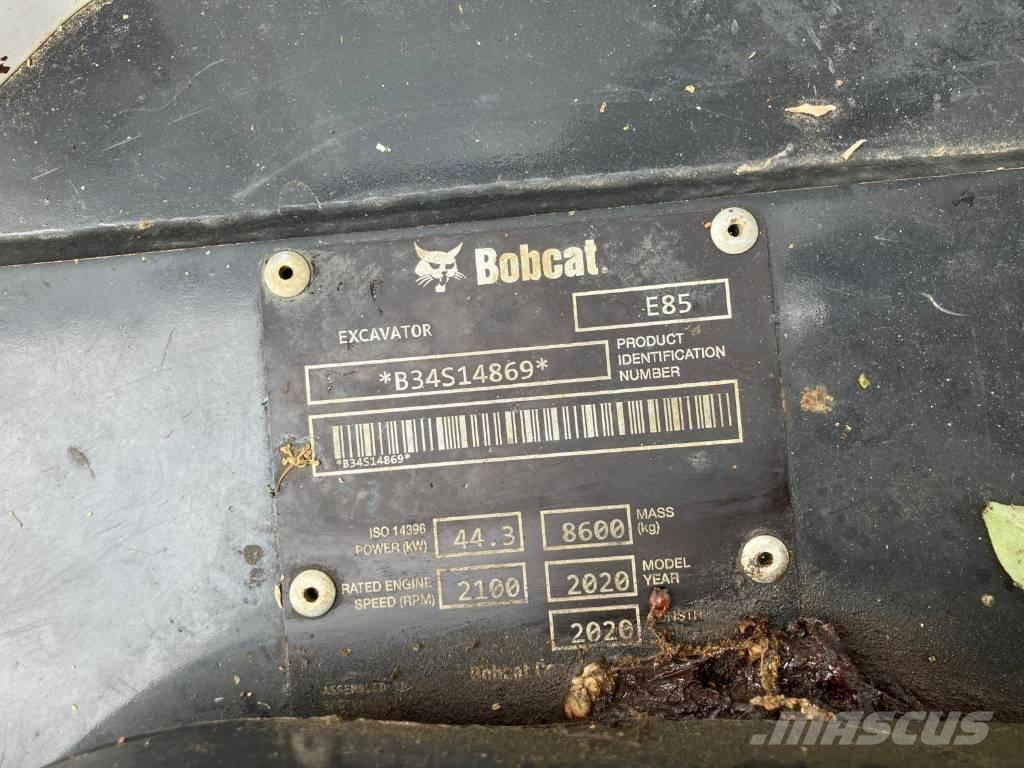 Bobcat
E85
EXCAVATOR
*B34S14869*
PRODUCT
IDENTIFICATION
NUMBER
*B34S14869*
ISO 14396
POWER (kW)
44.3
8600
MASS
(kg)
RATED ENGINE
SPEED (RPM)
2100
2020
MODEL
YEAR
2020
Bobcat
ASSEMBLED
MASCUS